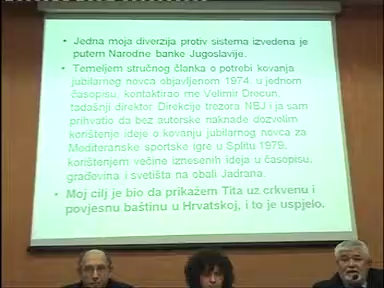 Jedna moja diverzija protiv sistema izvedena je
putem Narodne banke Jugoslavije.
Temeljem stručnog članka o potrebi kovanja
jubilarnog novca objavljenom 1974. u jednom
časopisu, kontaktirao me Velimir Drecun,
tadašnji direktor Direkcije trezora NBJ i ja sam
prihvatio da bez autorske naknade dozvolim
korištenje ideje o kovanju jubilarnog novca za
Mediteranske sportske igre u Splitu 1979,
korištenjem većine iznesenih ideja u časopisu,
građevina i svetišta na obali Jadrana.
Moj cilj je bio da prikažem Tita uz crkvenu i
povjesnu baštinu u Hrvatskoj, i to je uspjelo.